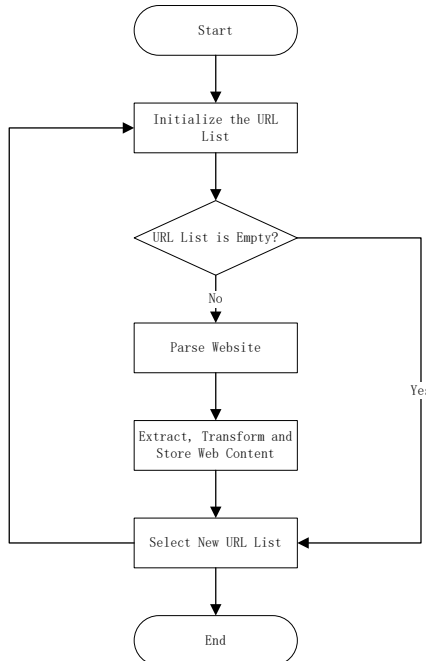 Start
Initialize the URL
List
URL List is Empty?
No
Parse Website
Yes
Extract, Transform and
Store Web Content
Select New URL List
End